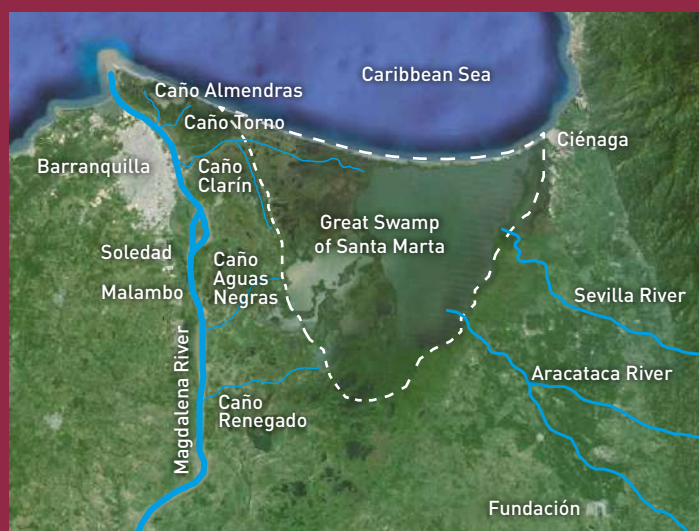 Caribbean Sea
Caño Almendras
Caño Torno
Ciénaga
Barranquilla
Caño
Clarín
Great Swamp
of Santa Marta
Soledad
Caño
Aguas
Negras
Malambo
Sevilla River
Magdalena River
Aracataca River
Caño
Renegado
Fundación